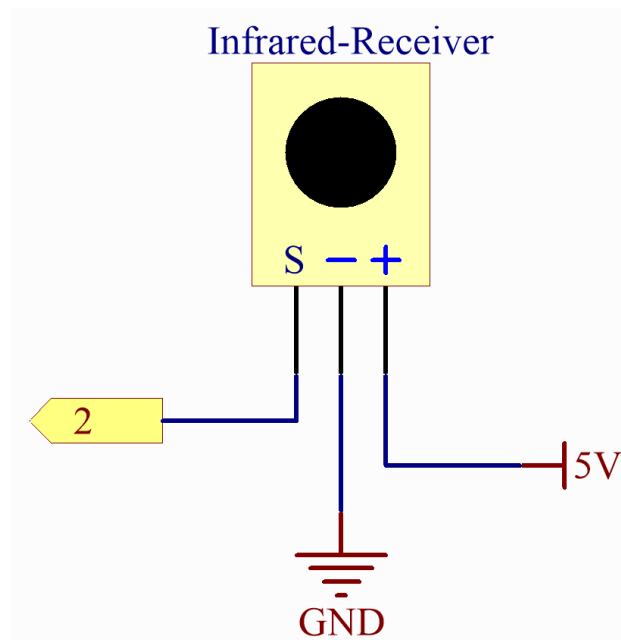 Infrared-Receiver
S − +
2
5V
GND